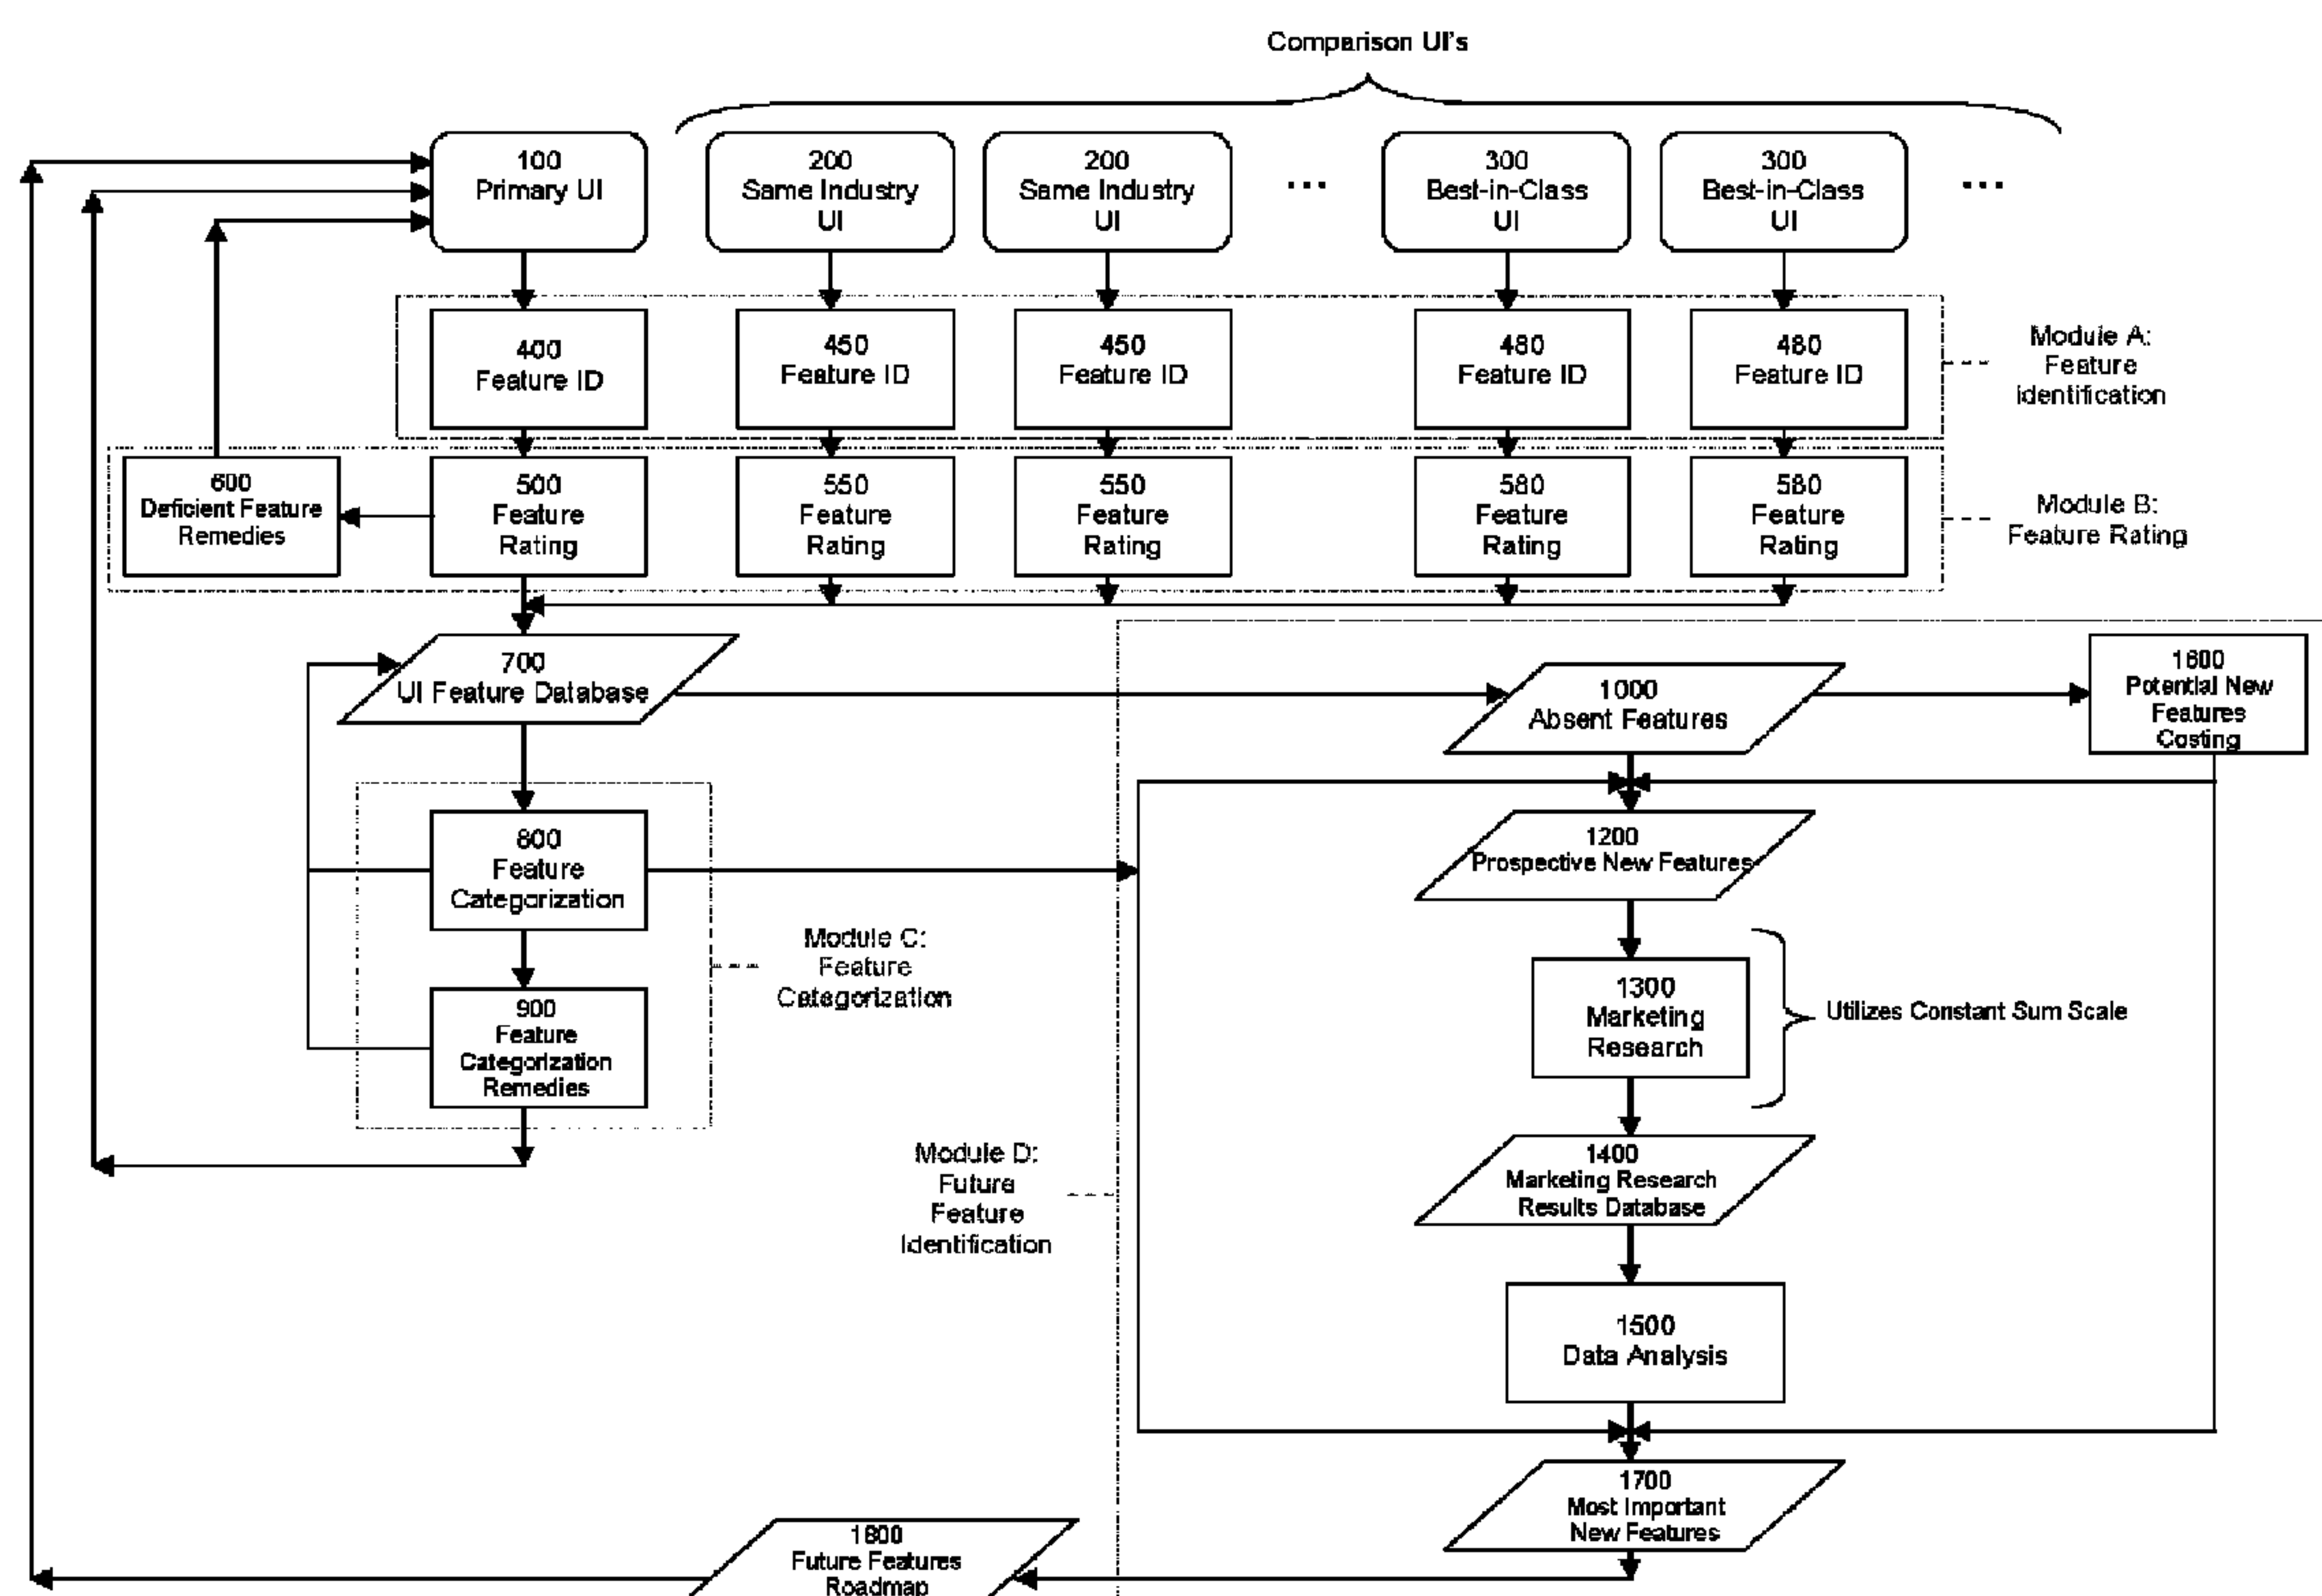 Comparison UI's
100
Primary UI
200
Same Industry
UI
200
Same Industry
UI
...
300
Best-in-Class
UI
300
Best-in-Class
UI
...
400
Feature ID
450
Feature ID
450
Feature ID
480
Feature ID
480
Feature ID
Module A:
Feature
Identification
600
Deficient Feature
Remedies
500
Feature
Rating
550
Feature
Rating
550
Feature
Rating
580
Feature
Rating
580
Feature
Rating
Module B:
Feature Rating
700
UI Feature Database
1000
Absent Features
1600
Potential New
Features
Costing
800
Feature
Categorization
1200
Prospective New Features
Module C:
Feature
Categorization
900
Feature
Categorization
Remedies
1300
Marketing
Research
Utilizes Constant Sum Scale
Module D:
Future
Feature
Identification
1400
Marketing Research
Results Database
1500
Data Analysis
1700
Most Important
New Features
1800
Future Features
Roadmap